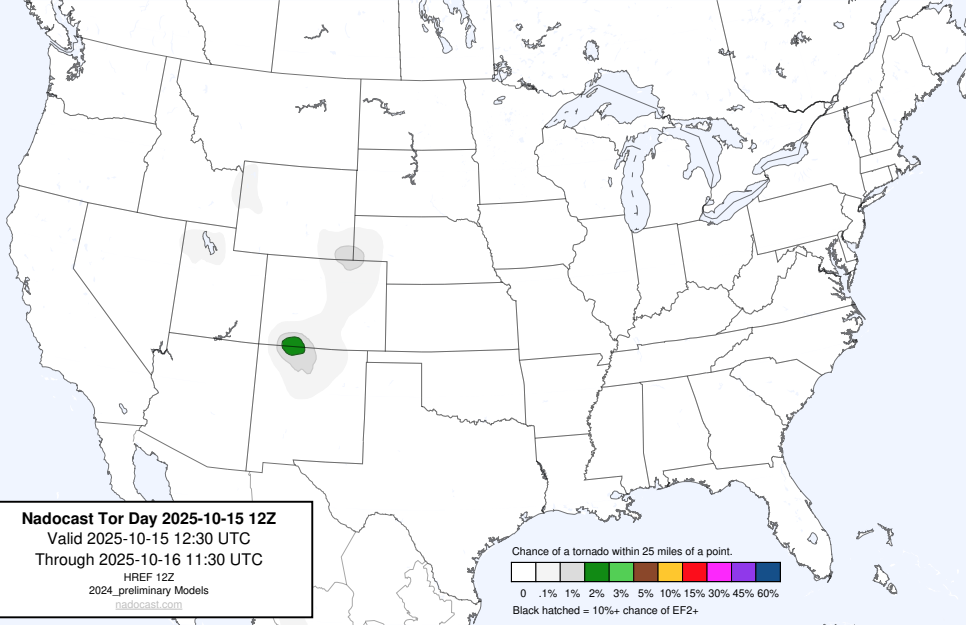 Nadocast Tor Day 2025-10-15 12Z
Valid 2025-10-15 12:30 UTC
Through 2025-10-16 11:30 UTC
HREF 12Z
2024_preliminary Models
nadocast.com
Chance of a tornado within 25 miles of a point.
0 .1% 1% 2% 3% 5% 10% 15% 30% 45% 60%
Black hatched = 10%+ chance of EF2+